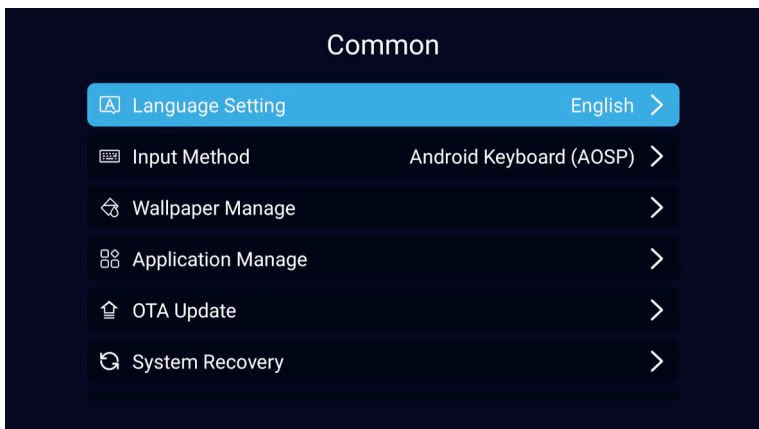 Common
Language Setting English
Input Method Android Keyboard (AOSP)
Wallpaper Manage
Application Manage
OTA Update
System Recovery